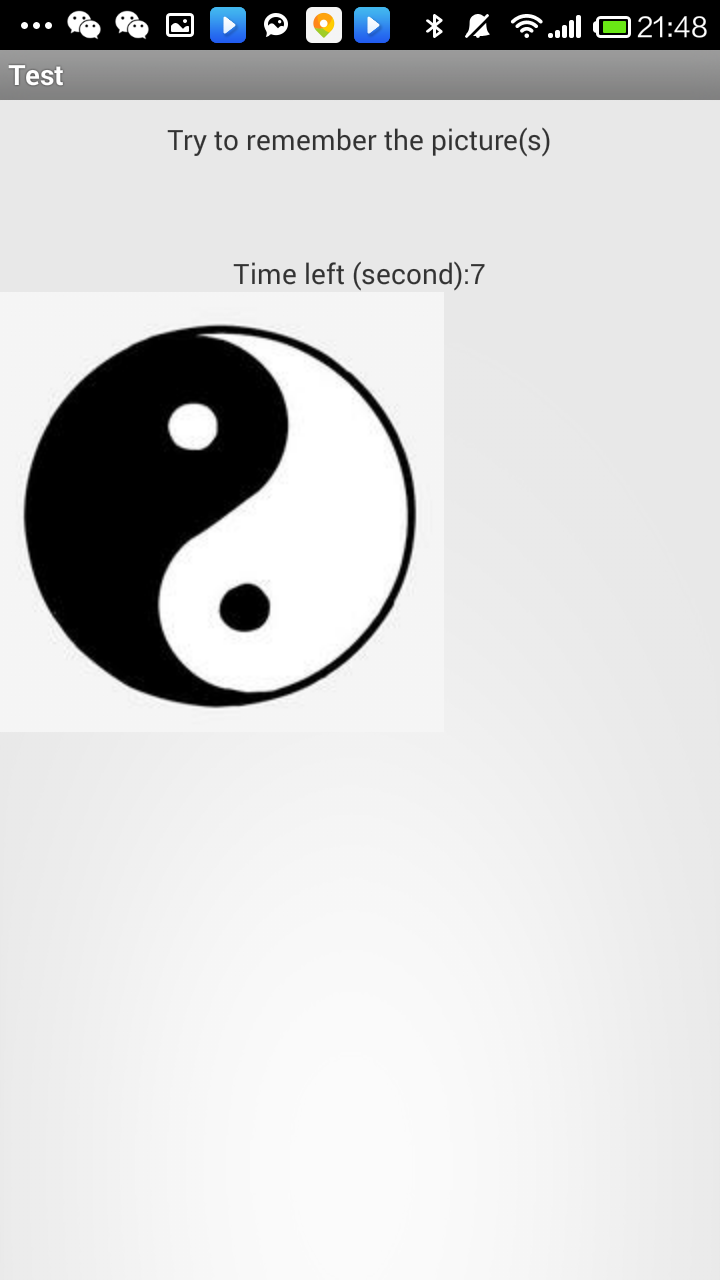 21:48
Test
Try to remember the picture(s)
Time left (second):7